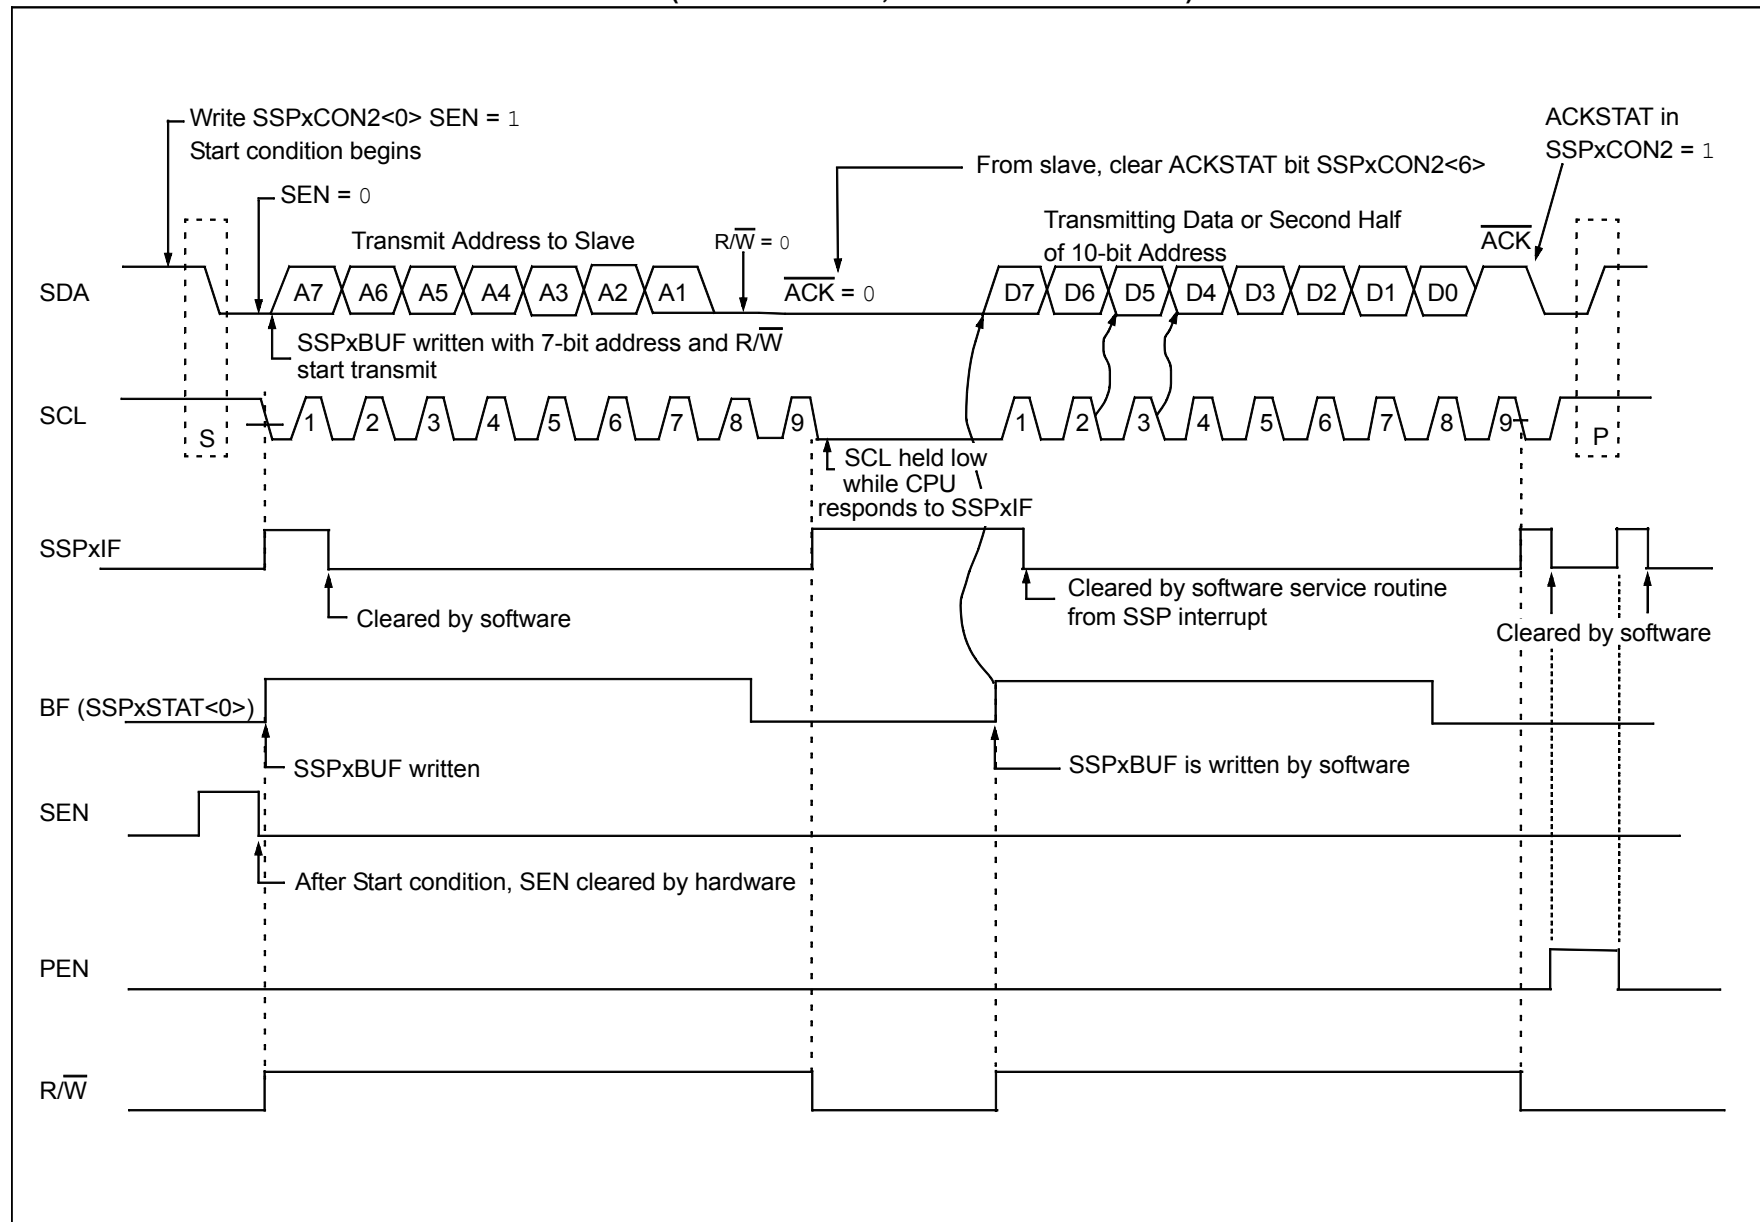 Write SSPxCON2<0> SEN = 1
Start condition begins
ACKSTAT in
SSPxCON2 = 1
From slave, clear ACKSTAT bit SSPxCON2<6>
SEN = 0
Transmit Address to Slave
R/W̅ = 0
Transmitting Data or Second Half
of 10-bit Address
A̅C̅K̅
SDA
A7 A6 A5 A4 A3 A2 A1
A̅C̅K̅ = 0
D7 D6 D5 D4 D3 D2 D1 D0
SSPxBUF written with 7-bit address and R/W̅
start transmit
SCL
S
1 2 3 4 5 6 7 8 9
1 2 3 4 5 6 7 8 9
P
SCL held low
while CPU
responds to SSPxIF
SSPxIF
Cleared by software
Cleared by software service routine
from SSP interrupt
Cleared by software
BF (SSPxSTAT<0>)
SSPxBUF written
SSPxBUF is written by software
SEN
After Start condition, SEN cleared by hardware
PEN
R/W̅